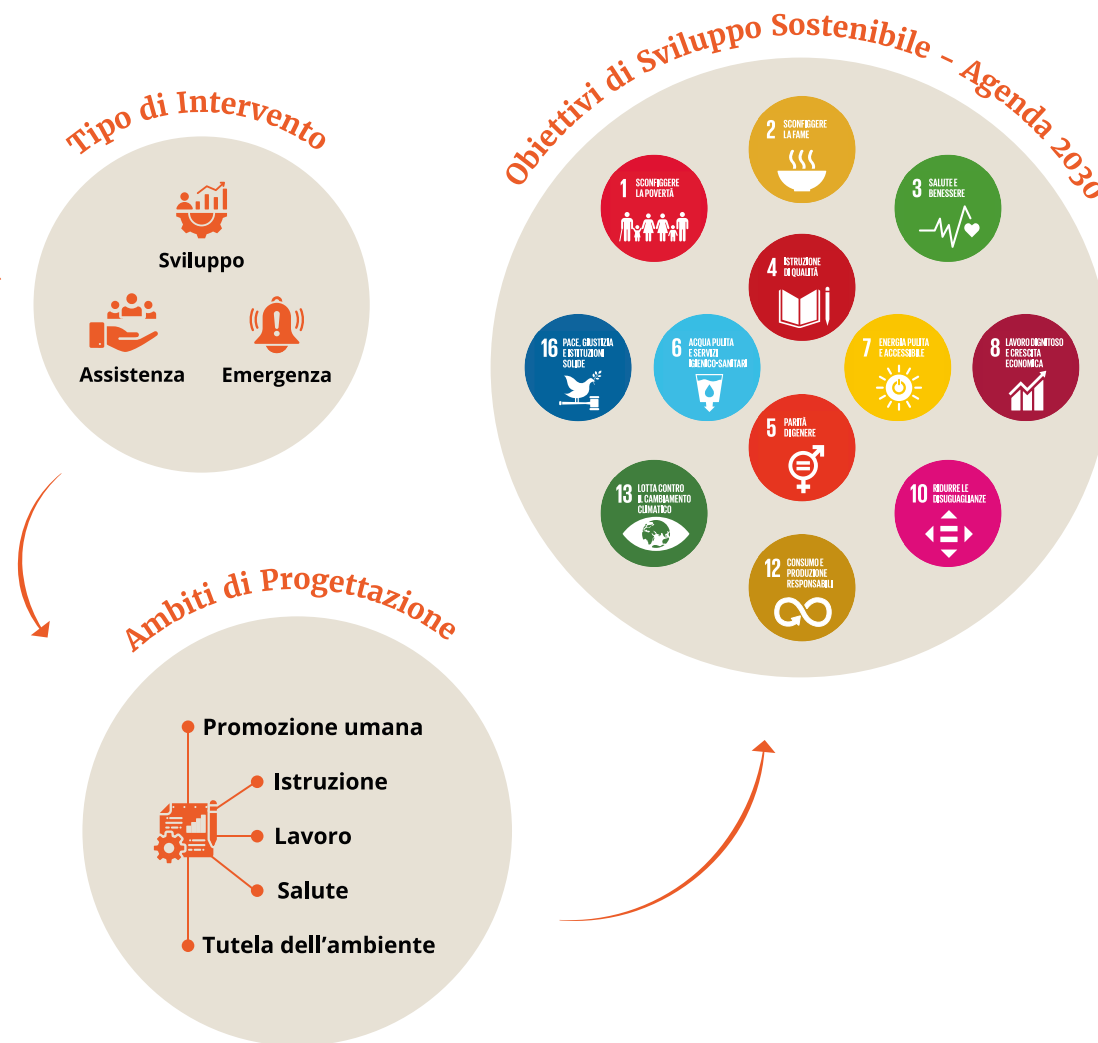 Tipo di Intervento
Sviluppo
Assistenza
Emergenza
Ambiti di Progettazione
Promozione umana
Istruzione
Lavoro
Salute
Tutela dell'ambiente
Obiettivi di Sviluppo Sostenibile - Agenda 2030
1 SCONFIGGERE
LA POVERTÀ
2 SCONFIGGERE
LA FAME
3 SALUTE E
BENESSERE
4 ISTRUZIONE
DI QUALITÀ
16 PACE, GIUSTIZIA
E ISTITUZIONI
SOLIDE
6 ACQUA PULITA
E SERVIZI
IGIENICO-SANITARI
7 ENERGIA PULITA
E ACCESSIBILE
8 LAVORO DIGNITOSO
E CRESCITA
ECONOMICA
5 PARITÀ
DI GENERE
13 LOTTA CONTRO
IL CAMBIAMENTO
CLIMATICO
10 RIDURRE LE
DISUGUAGLIANZE
12 CONSUMO E
PRODUZIONE
RESPONSABILI